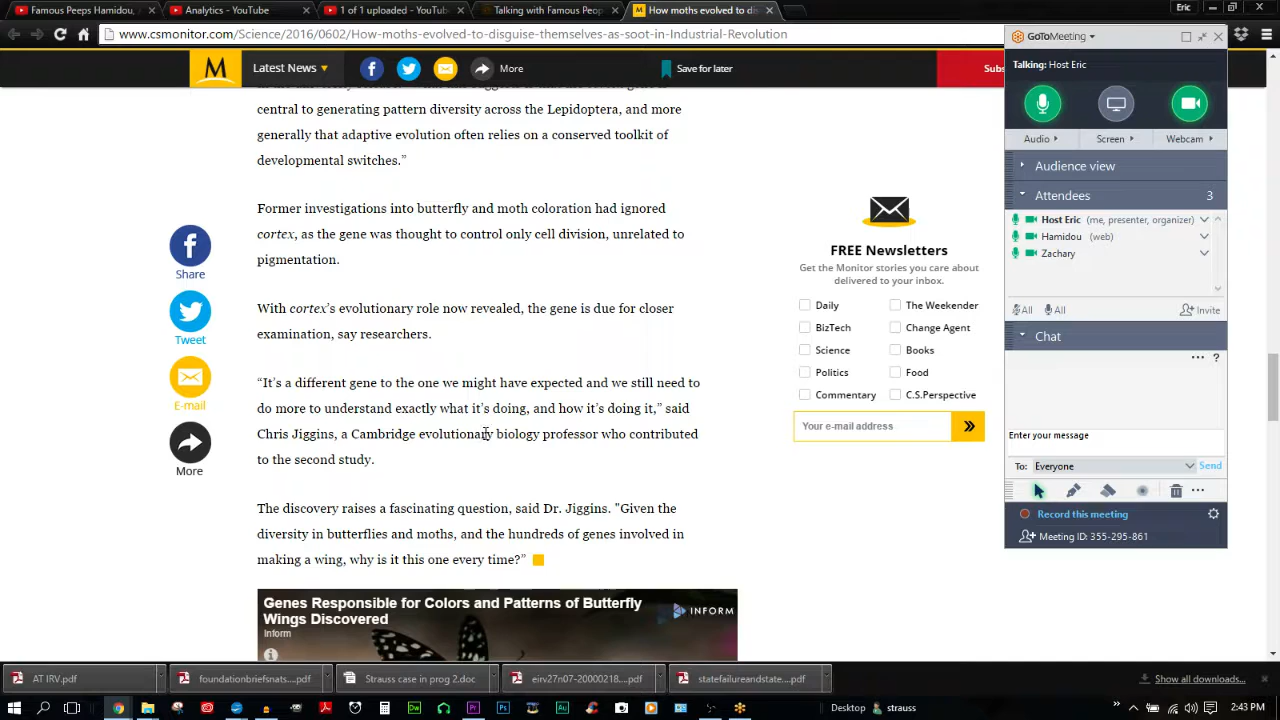 Famous Peeps Hamidou,
Analytics - YouTube
1 of 1 uploaded - YouTub
Talking with Famous Peop
How moths evolved to dis
Eric
www.csmonitor.com/Science/2016/0602/How-moths-evolved-to-disguise-themselves-as-soot-in-Industrial-Revolution
M
Latest News
More
Save for later
Subs
central to generating pattern diversity across the Lepidoptera, and more
generally that adaptive evolution often relies on a conserved toolkit of
developmental switches.”
Former investigations into butterfly and moth coloration had ignored
cortex, as the gene was thought to control only cell division, unrelated to
pigmentation.
With cortex’s evolutionary role now revealed, the gene is due for closer
examination, say researchers.
“It’s a different gene to the one we might have expected and we still need to
do more to understand exactly what it’s doing, and how it’s doing it,” said
Chris Jiggins, a Cambridge evolutionary biology professor who contributed
to the second study.
The discovery raises a fascinating question, said Dr. Jiggins. "Given the
diversity in butterflies and moths, and the hundreds of genes involved in
making a wing, why is it this one every time?”
Share
Tweet
E-mail
More
Genes Responsible for Colors and Patterns of Butterfly
Wings Discovered
Inform
INFORM
FREE Newsletters
Get the Monitor stories you care about
delivered to your inbox.
Daily
The Weekender
BizTech
Change Agent
Science
Books
Politics
Food
Commentary
C.S.Perspective
Your e-mail address
GoToMeeting
Talking: Host Eric
Audio
Screen
Webcam
Audience view
Attendees
3
Host Eric (me, presenter, organizer)
Hamidou (web)
Zachary
All
All
Invite
Chat
?
Enter your message
To:
Everyone
Send
Record this meeting
Meeting ID: 355-295-861
AT IRV.pdf
foundationbriefsnats....pdf
Strauss case in prog 2.doc
eirv27n07-20000218....pdf
statefailureandstate....pdf
Show all downloads...
Desktop
strauss
2:43 PM